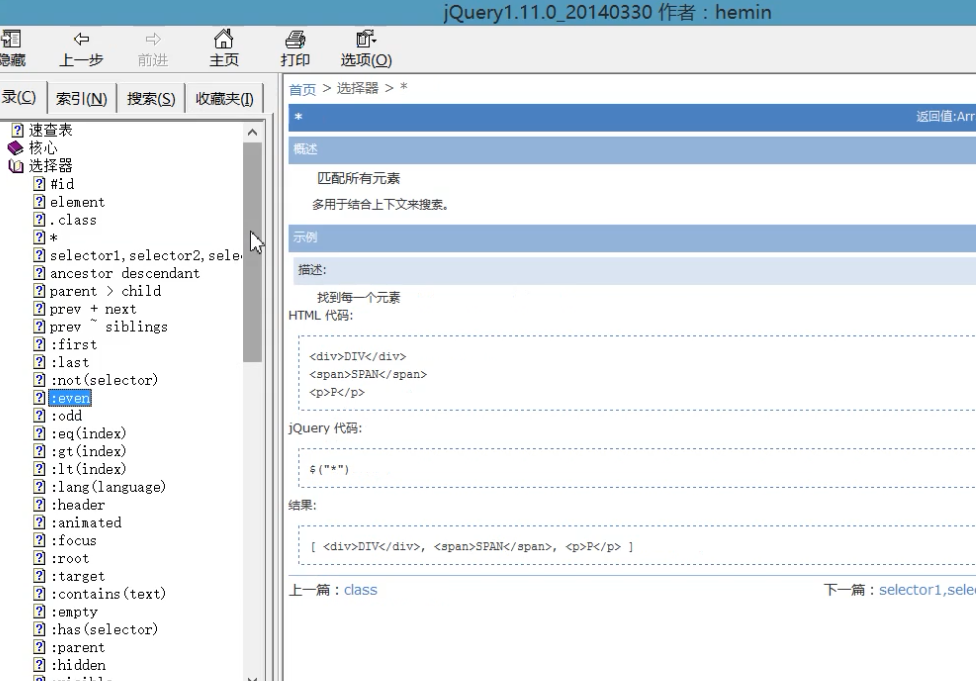 jQuery1.11.0_20140330 作者：hemin
隐藏 上一步 前进 主页 打印 选项(O)
录(C) 索引(N) 搜索(S) 收藏夹(I)
速查表
核心
选择器
#id
element
.class
*
selector1,selector2,sele
ancestor descendant
parent > child
prev + next
prev ~ siblings
:first
:last
:not(selector)
:even
:odd
:eq(index)
:gt(index)
:lt(index)
:lang(language)
:header
:animated
:focus
:root
:target
:contains(text)
:empty
:has(selector)
:parent
:hidden
首页 > 选择器 > *
* 返回值:Arr
概述
匹配所有元素
多用于结合上下文来搜索。
示例
描述:
找到每一个元素
HTML 代码:
<div>DIV</div>
<span>SPAN</span>
<p>P</p>
jQuery 代码:
$("*")
结果:
[ <div>DIV</div>, <span>SPAN</span>, <p>P</p> ]
上一篇：class 下一篇：selector1,sele